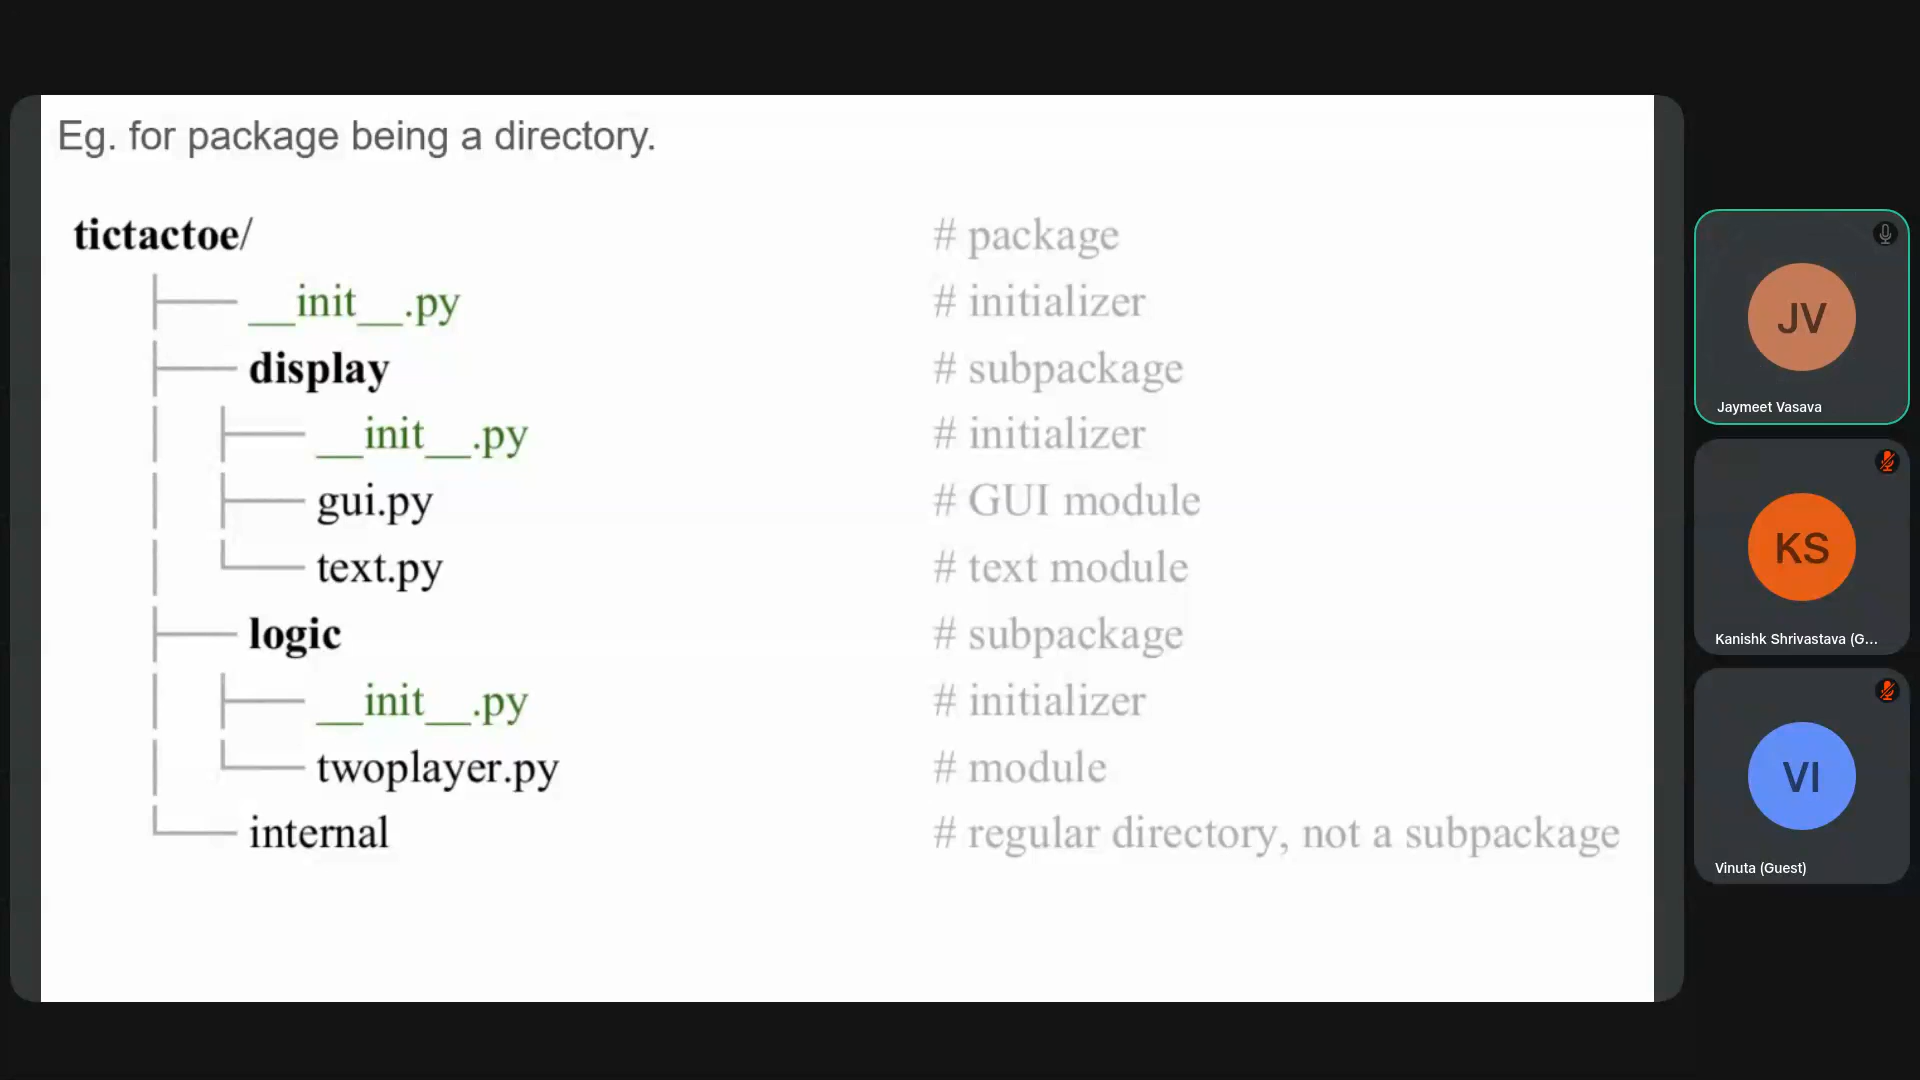 Eg. for package being a directory.
tictactoe/ # package
__init__.py # initializer
display # subpackage
__init__.py # initializer
gui.py # GUI module
text.py # text module
logic # subpackage
__init__.py # initializer
twoplayer.py # module
internal # regular directory, not a subpackage
JV
Jaymeet Vasava
KS
Kanishk Shrivastava (G...
VI
Vinuta (Guest)